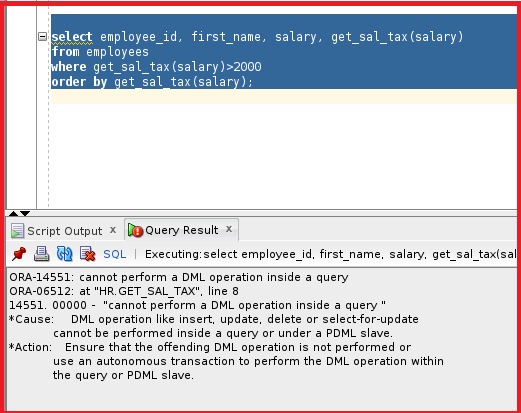 select employee_id, first_name, salary, get_sal_tax(salary)
from employees
where get_sal_tax(salary)>2000
order by get_sal_tax(salary);
Script Output x Query Result x
SQL | Executing:select employee_id, first_name, salary, get_tax(sal
ORA-14551: cannot perform a DML operation inside a query
ORA-06512: at "HR.GET_SAL_TAX", line 8
14551. 00000 - "cannot perform a DML operation inside a query "
*Cause: DML operation like insert, update, delete or select-for-update
cannot be performed inside a query or under a PDML slave.
*Action: Ensure that the offending DML operation is not performed or
use an autonomous transaction to perform the DML operation within
the query or PDML slave.